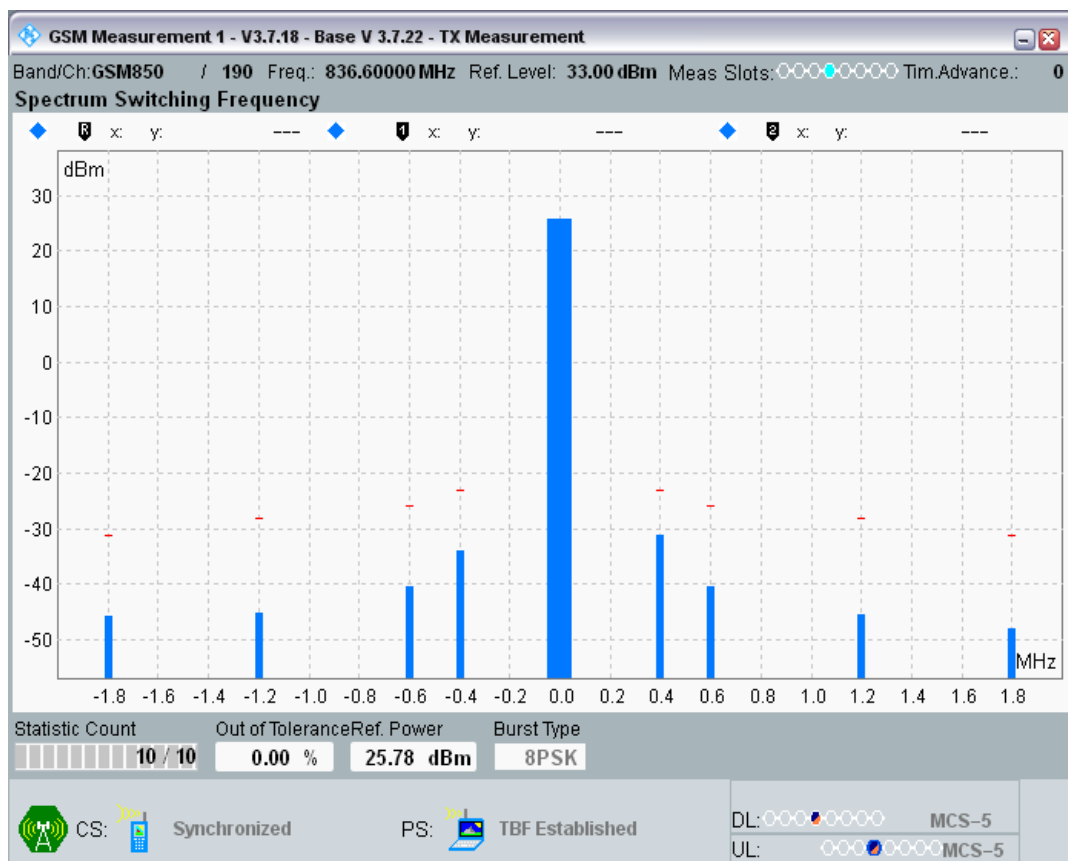 GSM Measurement 1 - V3.7.18 - Base V 3.7.22 - TX Measurement
Band/Ch:GSM850 / 190 Freq.: 836.60000 MHz Ref. Level: 33.00 dBm Meas Slots: Tim.Advance.: 0
Spectrum Switching Frequency
R x: y: --- 1 x: y: --- 2 x: y: ---
dBm
30
20
10
0
-10
-20
-30
-40
-50
MHz
-1.8 -1.6 -1.4 -1.2 -1.0 -0.8 -0.6 -0.4 -0.2 0.0 0.2 0.4 0.6 0.8 1.0 1.2 1.4 1.6 1.8
Statistic Count Out of Tolerance Ref. Power Burst Type
10 / 10 0.00 % 25.78 dBm 8PSK
CS: Synchronized PS: TBF Established DL: MCS-5
UL: MCS-5